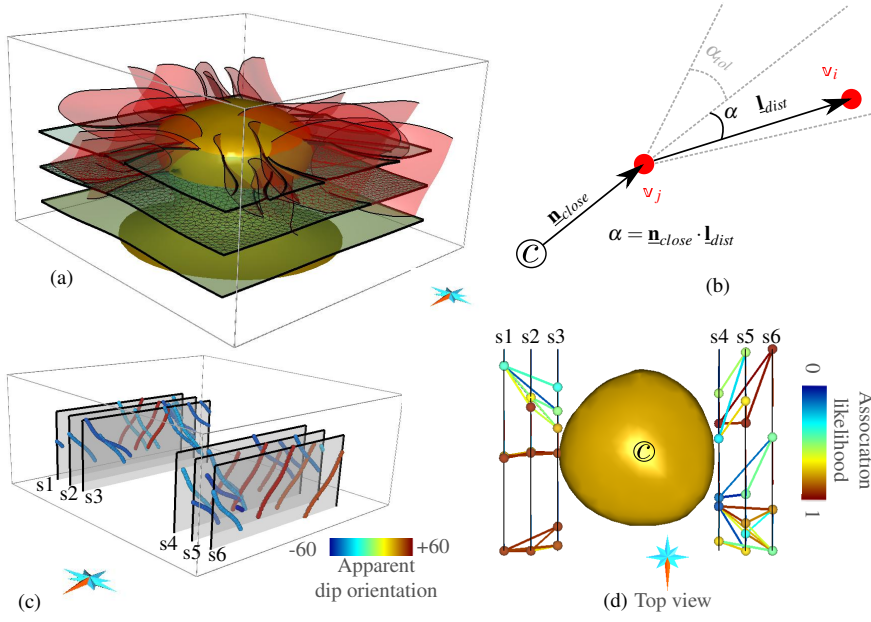 (a)
α_tol
𝕧_i
α
l_dist
𝕧_j
n_close
C
α = n_close · l_dist
(b)
s1
s2
s3
s4
s5
s6
-60
+60
Apparent
dip orientation
(c)
s1 s2 s3
s4 s5 s6
C
0
Association
likelihood
1
(d) Top view